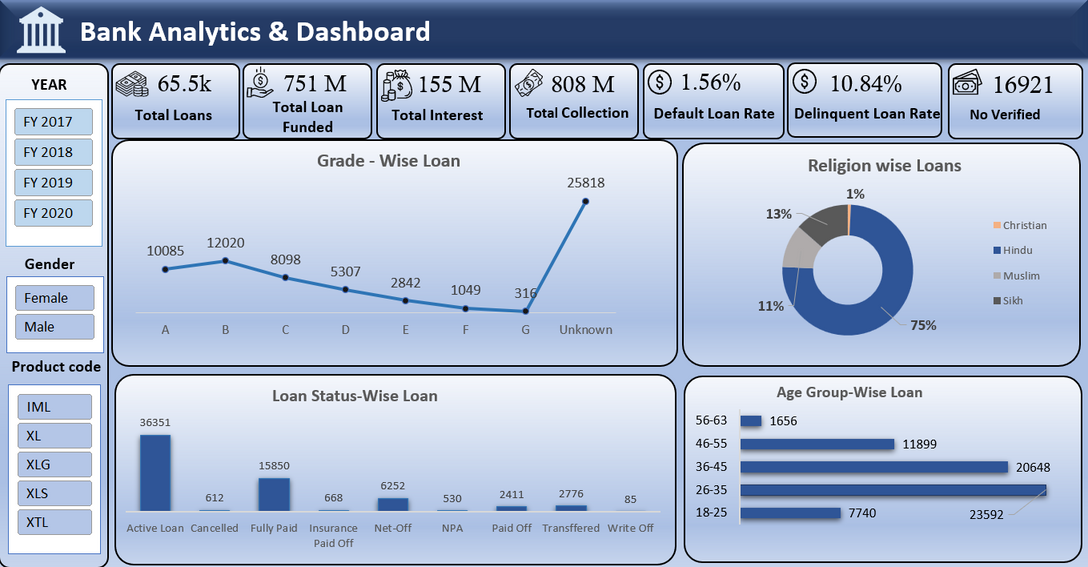 Bank Analytics & Dashboard
YEAR
FY 2017
FY 2018
FY 2019
FY 2020
Gender
Female
Male
Product code
IML
XL
XLG
XLS
XTL
65.5k
Total Loans
751 M
Total Loan
Funded
155 M
Total Interest
808 M
Total Collection
1.56%
Default Loan Rate
10.84%
Delinquent Loan Rate
16921
No Verified
Grade - Wise Loan
10085
12020
8098
5307
2842
1049
316
25818
A B C D E F G Unknown
Religion wise Loans
1%
13%
11%
75%
Christian
Hindu
Muslim
Sikh
Loan Status-Wise Loan
36351
612
15850
668
6252
530
2411
2776
85
Active Loan Cancelled Fully Paid Insurance Net-Off NPA Paid Off Transffered Write Off
Paid Off
Age Group-Wise Loan
56-63 1656
46-55 11899
36-45 20648
26-35 23592
18-25 7740